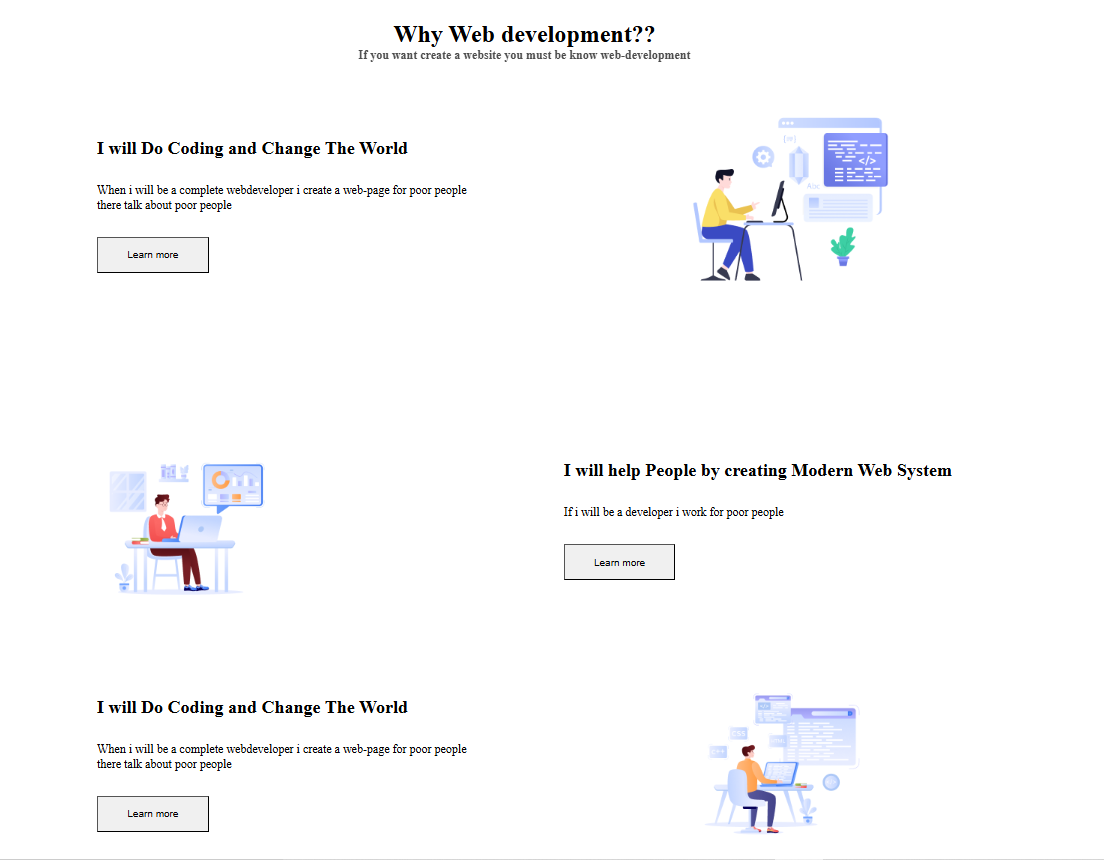 Why Web development??
If you want create a website you must be know web-development
I will Do Coding and Change The World
When i will be a complete webdeveloper i create a web-page for poor people
there talk about poor people
Learn more
</>
I will help People by creating Modern Web System
If i will be a developer i work for poor people
Learn more
I will Do Coding and Change The World
When i will be a complete webdeveloper i create a web-page for poor people
there talk about poor people
Learn more
CSS
C++